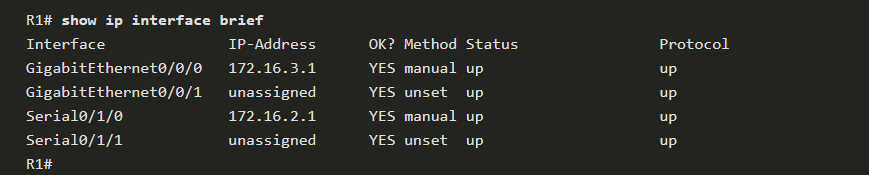 R1# show ip interface brief
Interface IP-Address OK? Method Status Protocol
GigabitEthernet0/0/0 172.16.3.1 YES manual up up
GigabitEthernet0/0/1 unassigned YES unset up up
Serial0/1/0 172.16.2.1 YES manual up up
Serial0/1/1 unassigned YES unset up up
R1#